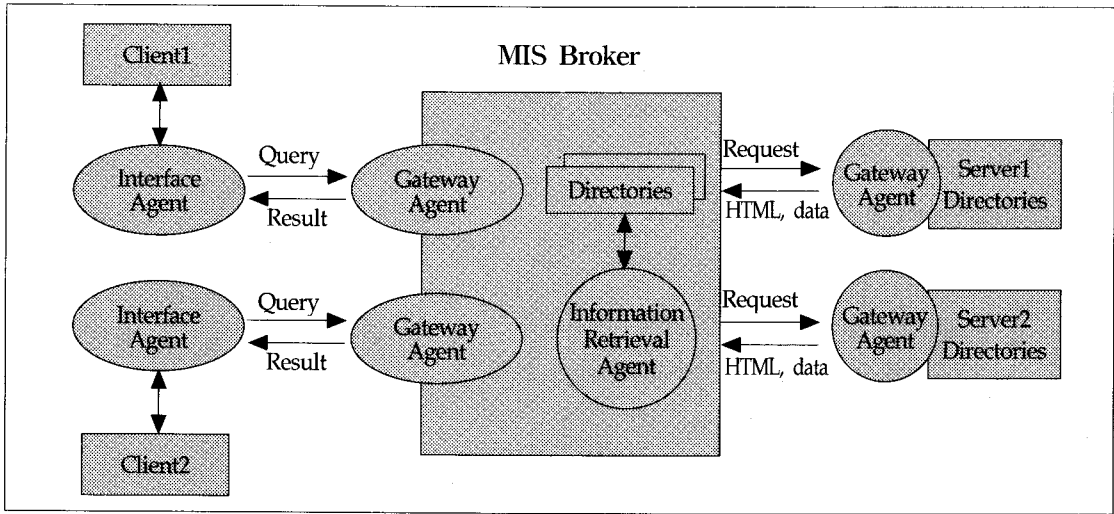 Client1
MIS Broker
Interface
Agent
Query
Result
Gateway
Agent
Directories
Request
HTML, data
Gateway
Agent
Server1
Directories
Interface
Agent
Query
Result
Gateway
Agent
Information
Retrieval
Agent
Request
HTML, data
Gateway
Agent
Server2
Directories
Client2